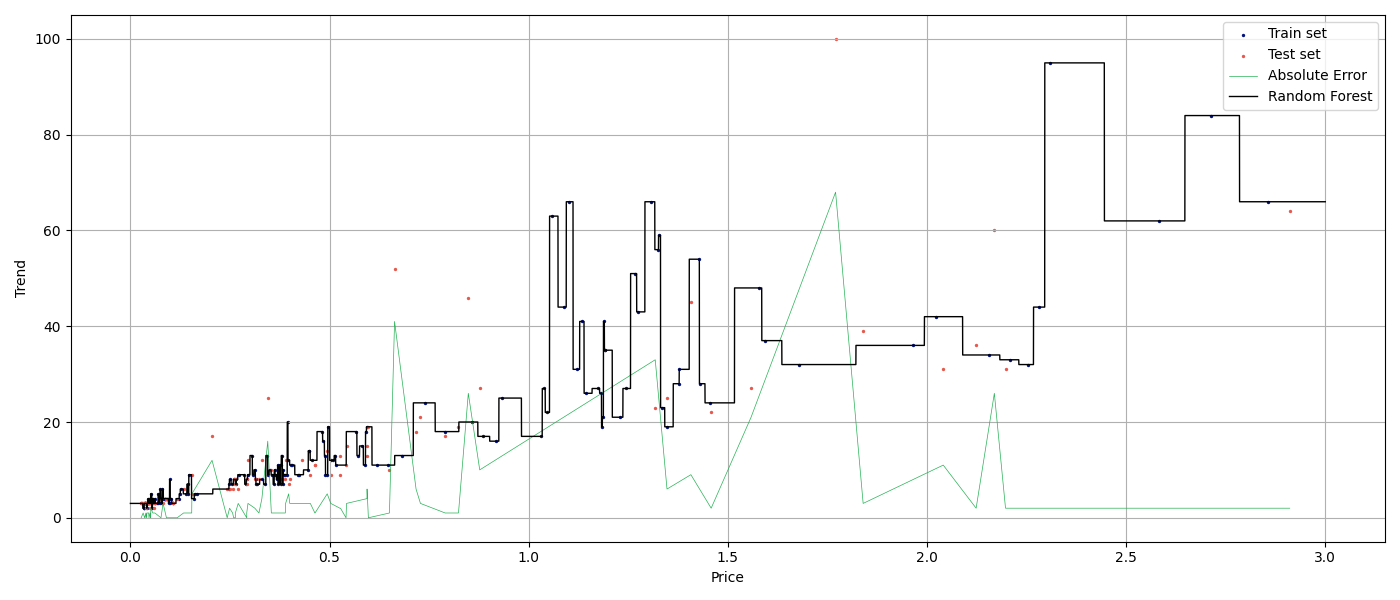 Train set
Test set
Absolute Error
Random Forest
100
80
60
40
20
0
Trend
0.0 0.5 1.0 1.5 2.0 2.5 3.0
Price